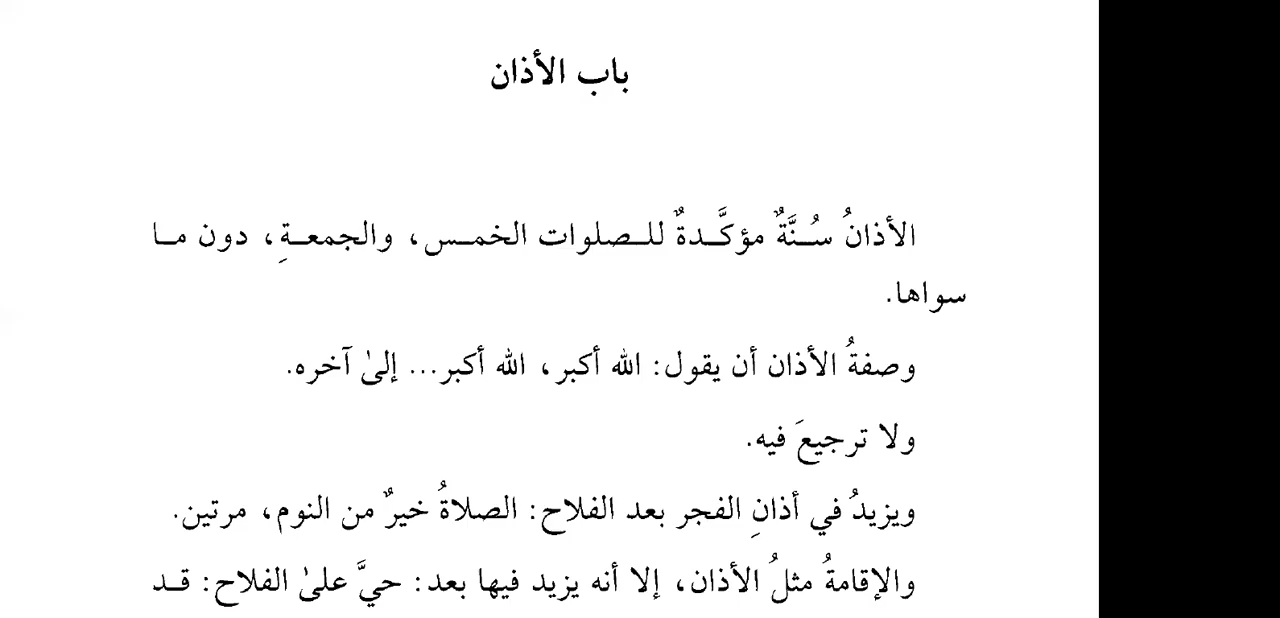 باب الأذان
الأذانُ سُنَّةٌ مؤكَّدةٌ للصلوات الخمس، والجمعةِ، دون ما
سواها.
وصفةُ الأذان أن يقول: الله أكبر، الله أكبر... إلىٰ آخره.
ولا ترجيعَ فيه.
ويزيدُ في أذانِ الفجر بعد الفلاح: الصلاةُ خيرٌ من النوم، مرتين.
والإقامةُ مثلُ الأذان، إلا أنه يزيد فيها بعد: حيَّ علىٰ الفلاح: قد